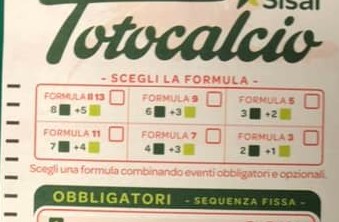 Sisal
Totocalcio
- SCEGLI LA FORMULA -
FORMULA Il 13 FORMULA 9 FORMULA 5
8 +5 6 +3 3 +2
FORMULA 11 FORMULA 7 FORMULA 3
7 +4 4 +3 2 +1
Scegli una formula combinando eventi obbligatori e opzionali.
OBBLIGATORI - SEQUENZA FISSA -